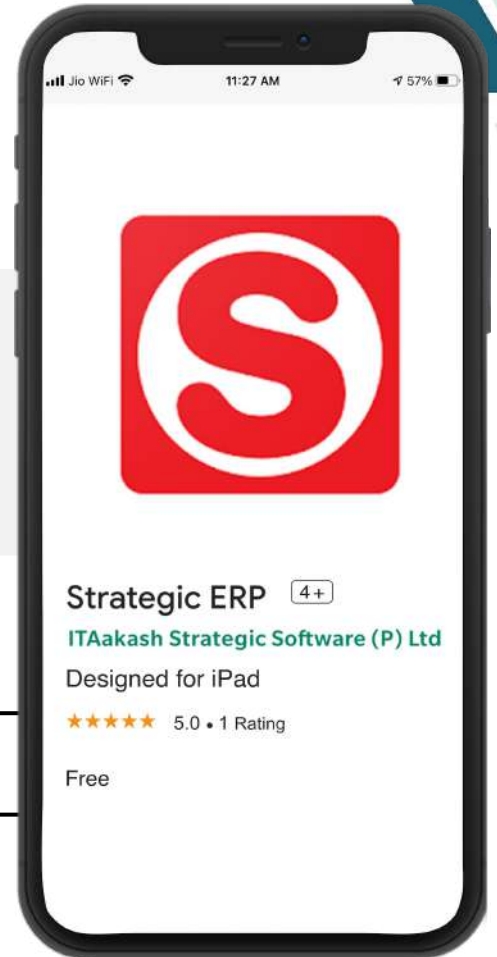 Jio WiFi 11:27 AM 57%
S
Strategic ERP 4+
ITAakash Strategic Software (P) Ltd
Designed for iPad
★★★★★ 5.0 • 1 Rating
Free